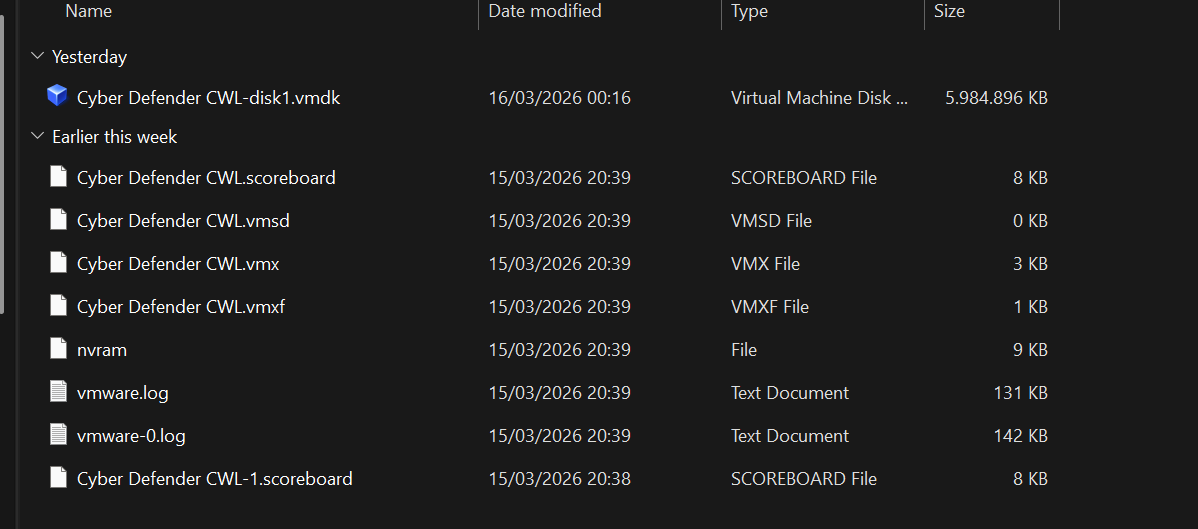 Name Date modified Type Size
Yesterday
Cyber Defender CWL-disk1.vmdk 16/03/2026 00:16 Virtual Machine Disk ... 5.984.896 KB
Earlier this week
Cyber Defender CWL.scoreboard 15/03/2026 20:39 SCOREBOARD File 8 KB
Cyber Defender CWL.vmsd 15/03/2026 20:39 VMSD File 0 KB
Cyber Defender CWL.vmx 15/03/2026 20:39 VMX File 3 KB
Cyber Defender CWL.vmxf 15/03/2026 20:39 VMXF File 1 KB
nvram 15/03/2026 20:39 File 9 KB
vmware.log 15/03/2026 20:39 Text Document 131 KB
vmware-0.log 15/03/2026 20:39 Text Document 142 KB
Cyber Defender CWL-1.scoreboard 15/03/2026 20:38 SCOREBOARD File 8 KB